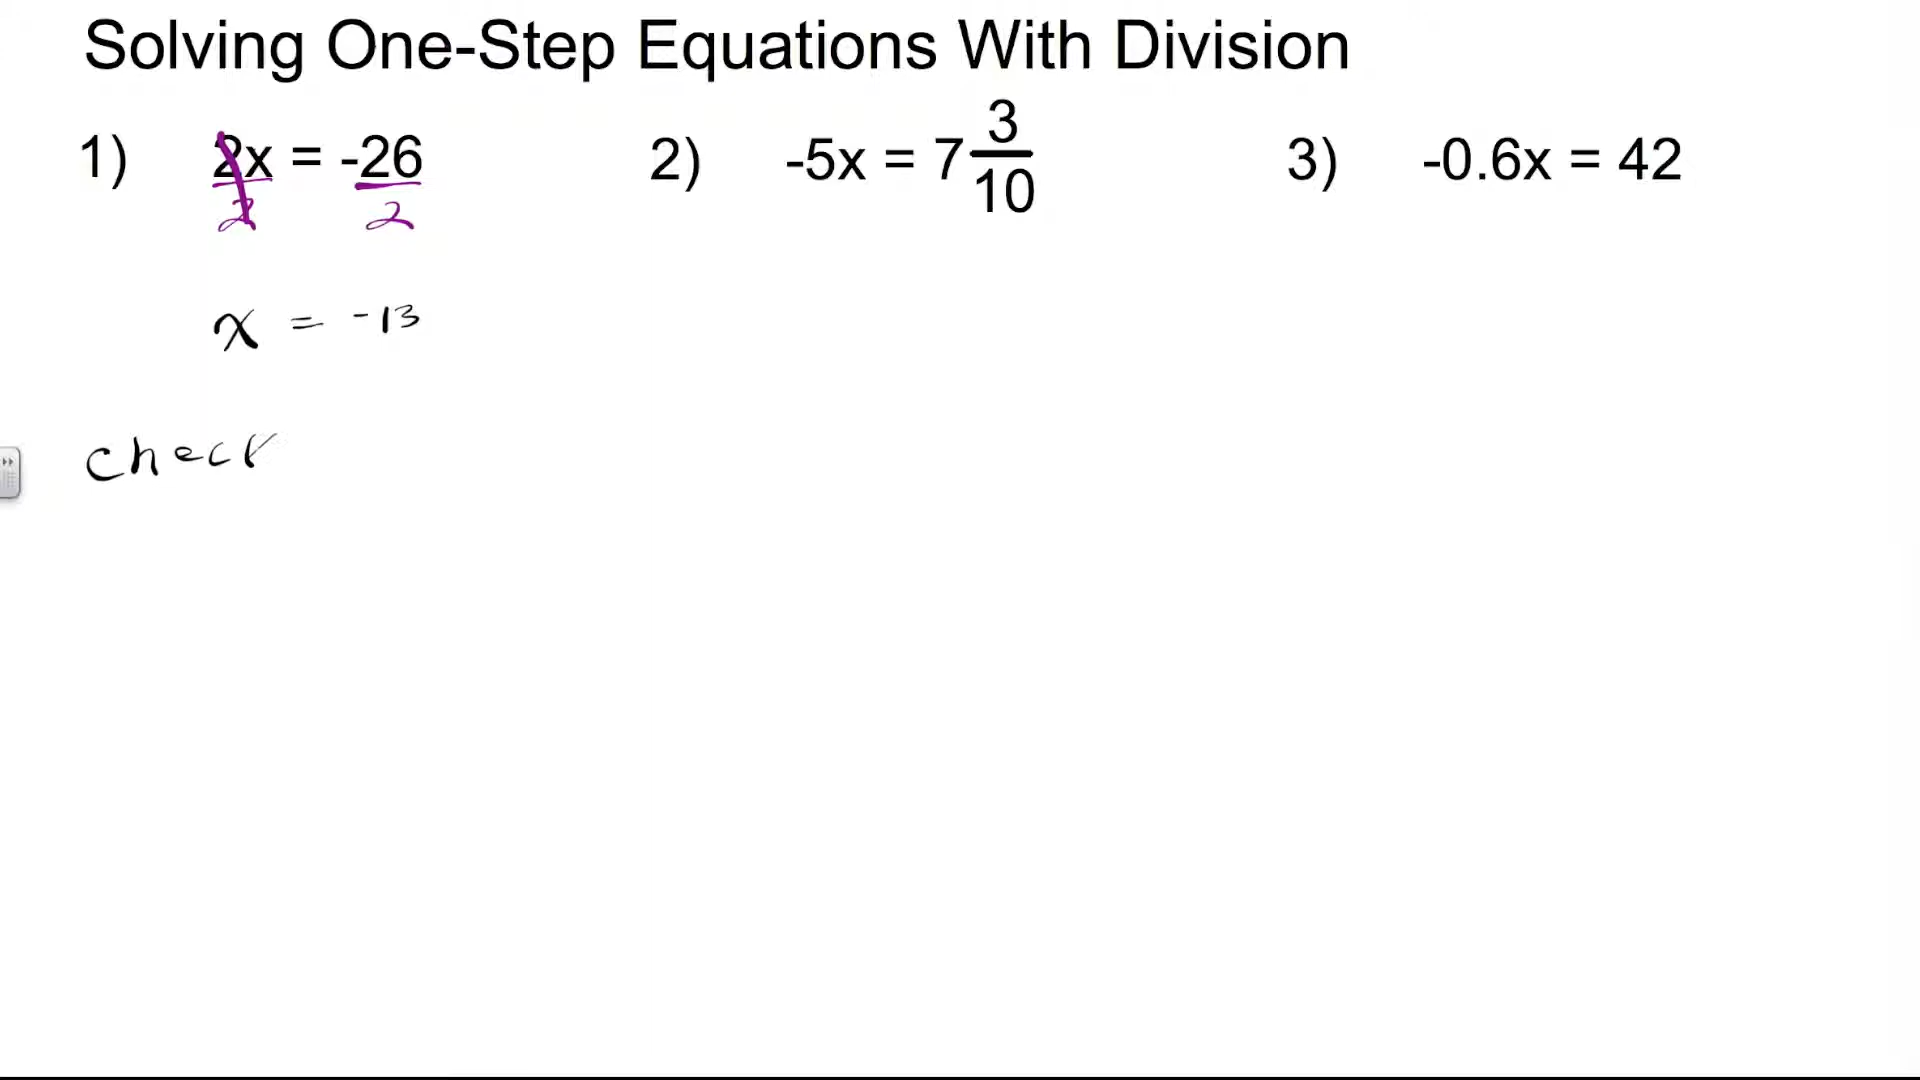 Solving One-Step Equations With Division
1) 2x = -26 2) -5x = 7 3/10 3) -0.6x = 42
2 2
x = -13
check